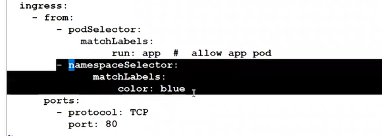 ingress:
- from:
- podSelector:
matchLabels:
run: app # allow app pod
- namespaceSelector:
matchLabels:
color: blue
ports:
- protocol: TCP
port: 80